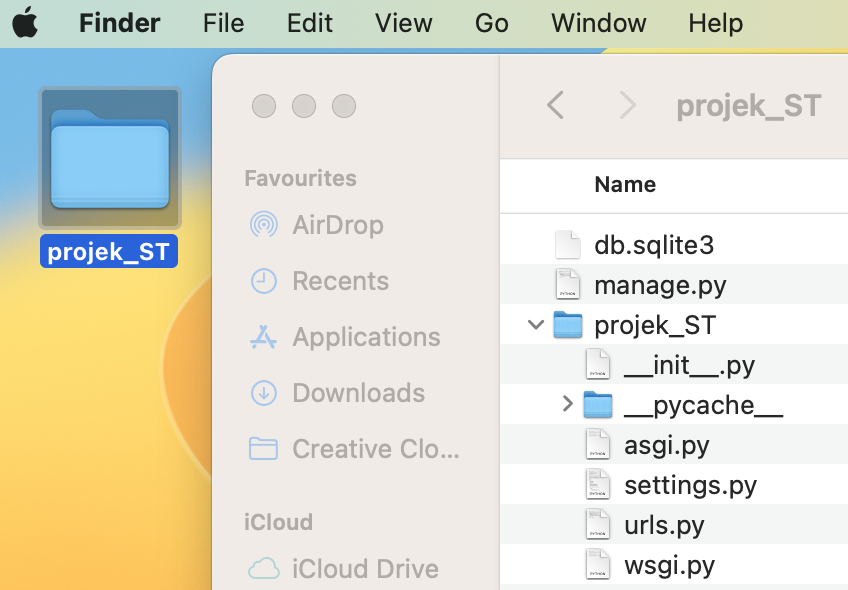 Finder File Edit View Go Window Help
projek_ST
Favourites
AirDrop
Recents
Applications
Downloads
Creative Clo...
iCloud
iCloud Drive
projek_ST
Name
db.sqlite3
manage.py
projek_ST
__init__.py
__pycache__
asgi.py
settings.py
urls.py
wsgi.py